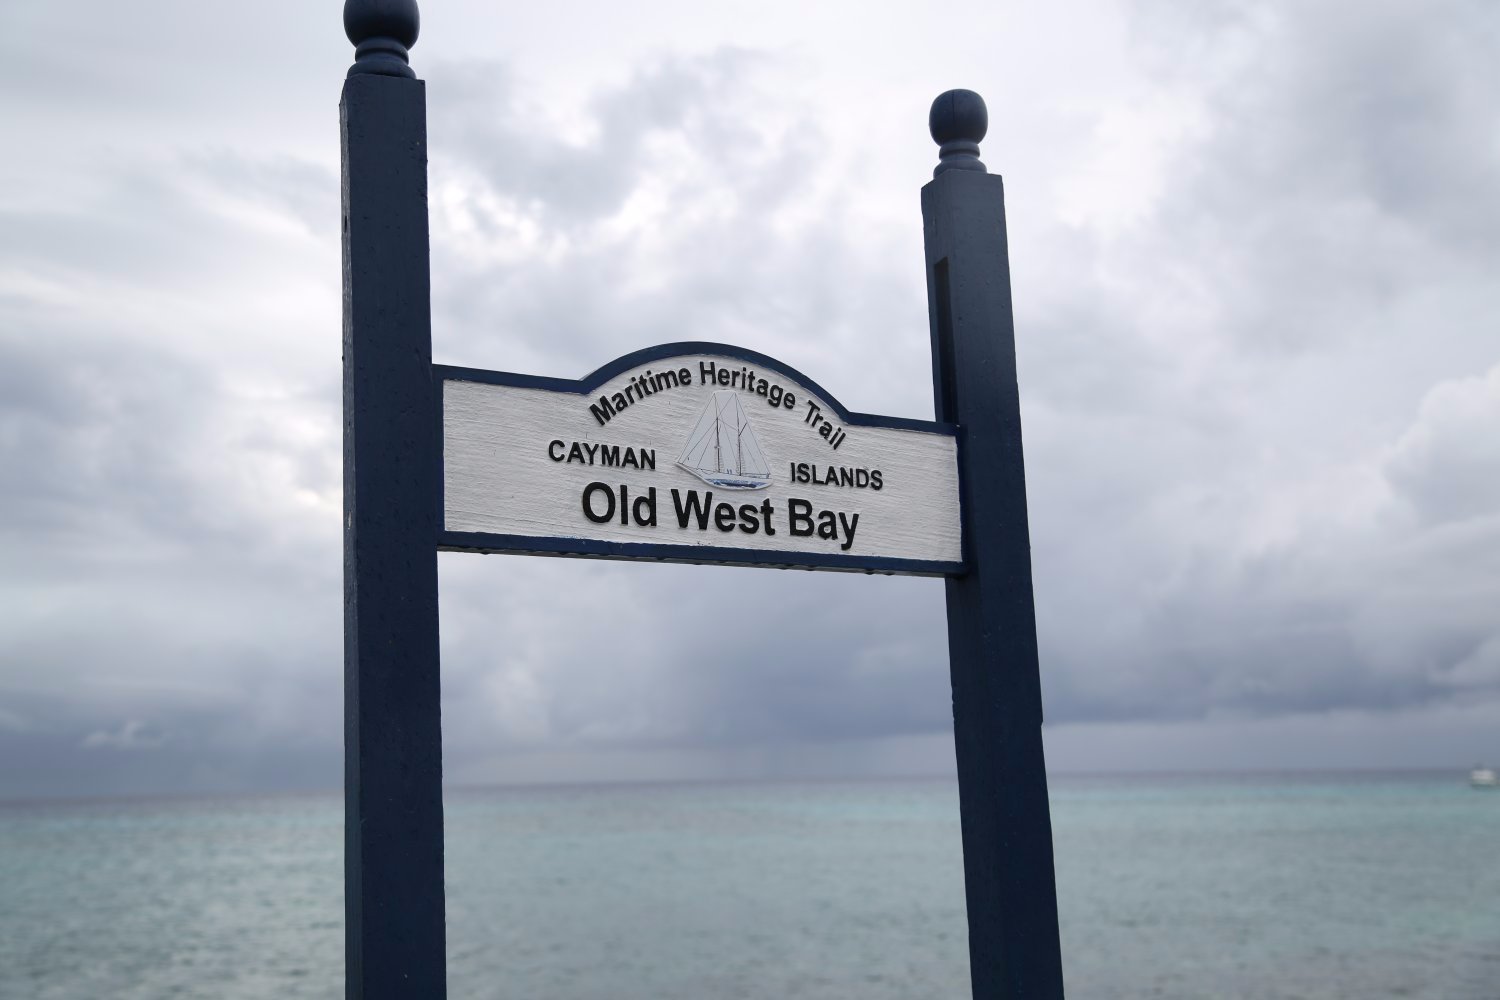 Maritime Heritage Trail
CAYMAN ISLANDS
Old West Bay